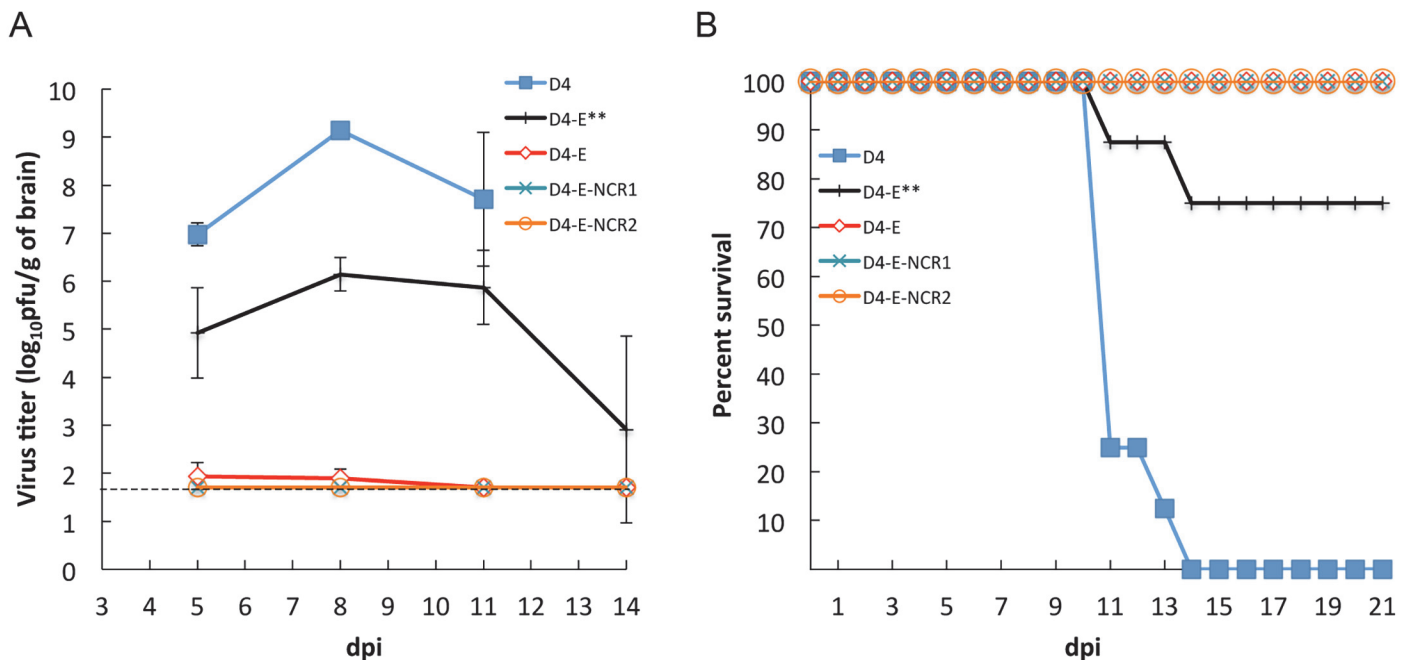 A
D4
D4-E**
D4-E
D4-E-NCR1
D4-E-NCR2
10
9
8
7
6
5
4
3
2
1
0
Virus titer (log10pfu/g of brain)
3 4 5 6 7 8 9 10 11 12 13 14
dpi
B
100
90
80
70
60
50
40
30
20
10
Percent survival
D4
D4-E**
D4-E
D4-E-NCR1
D4-E-NCR2
1 3 5 7 9 11 13 15 17 19 21
dpi